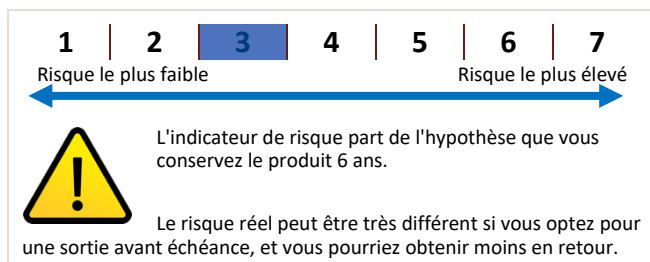 1 2 3 4 5 6 7
Risque le plus faible Risque le plus élevé
L'indicateur de risque part de l'hypothèse que vous
conservez le produit 6 ans.
Le risque réel peut être très différent si vous optez pour
une sortie avant échéance, et vous pourriez obtenir moins en retour.